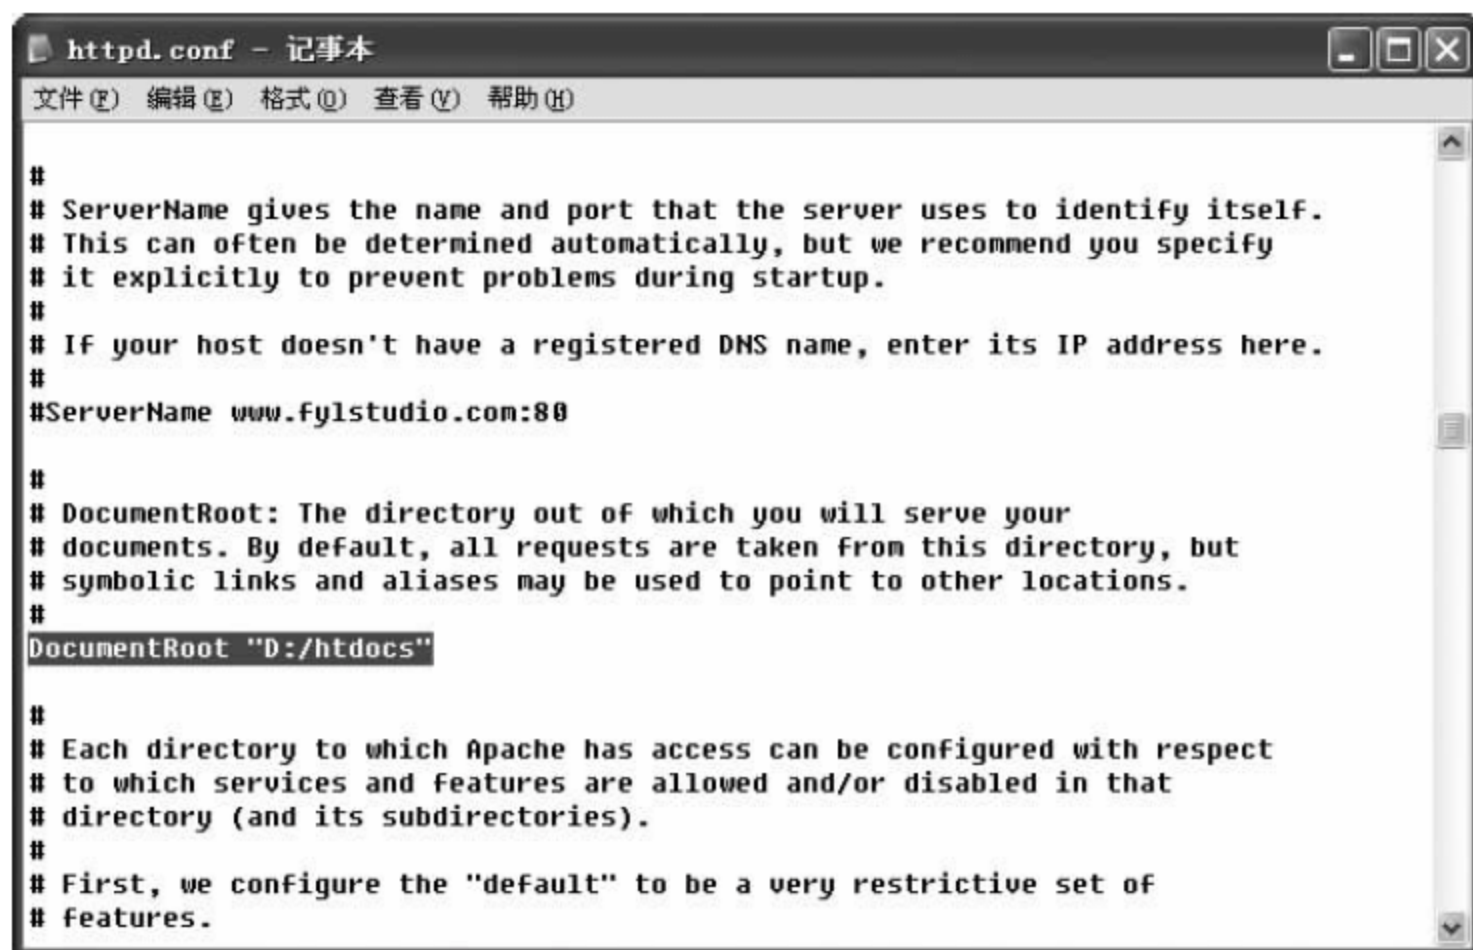 httpd.conf - 记事本
文件(F) 编辑(E) 格式(O) 查看(V) 帮助(H)
#
# ServerName gives the name and port that the server uses to identify itself.
# This can often be determined automatically, but we recommend you specify
# it explicitly to prevent problems during startup.
#
# If your host doesn't have a registered DNS name, enter its IP address here.
#
#ServerName www.fylstudio.com:80
#
# DocumentRoot: The directory out of which you will serve your
# documents. By default, all requests are taken from this directory, but
# symbolic links and aliases may be used to point to other locations.
#
DocumentRoot "D:/htdocs"
#
# Each directory to which Apache has access can be configured with respect
# to which services and features are allowed and/or disabled in that
# directory (and its subdirectories).
#
# First, we configure the "default" to be a very restrictive set of
# features.